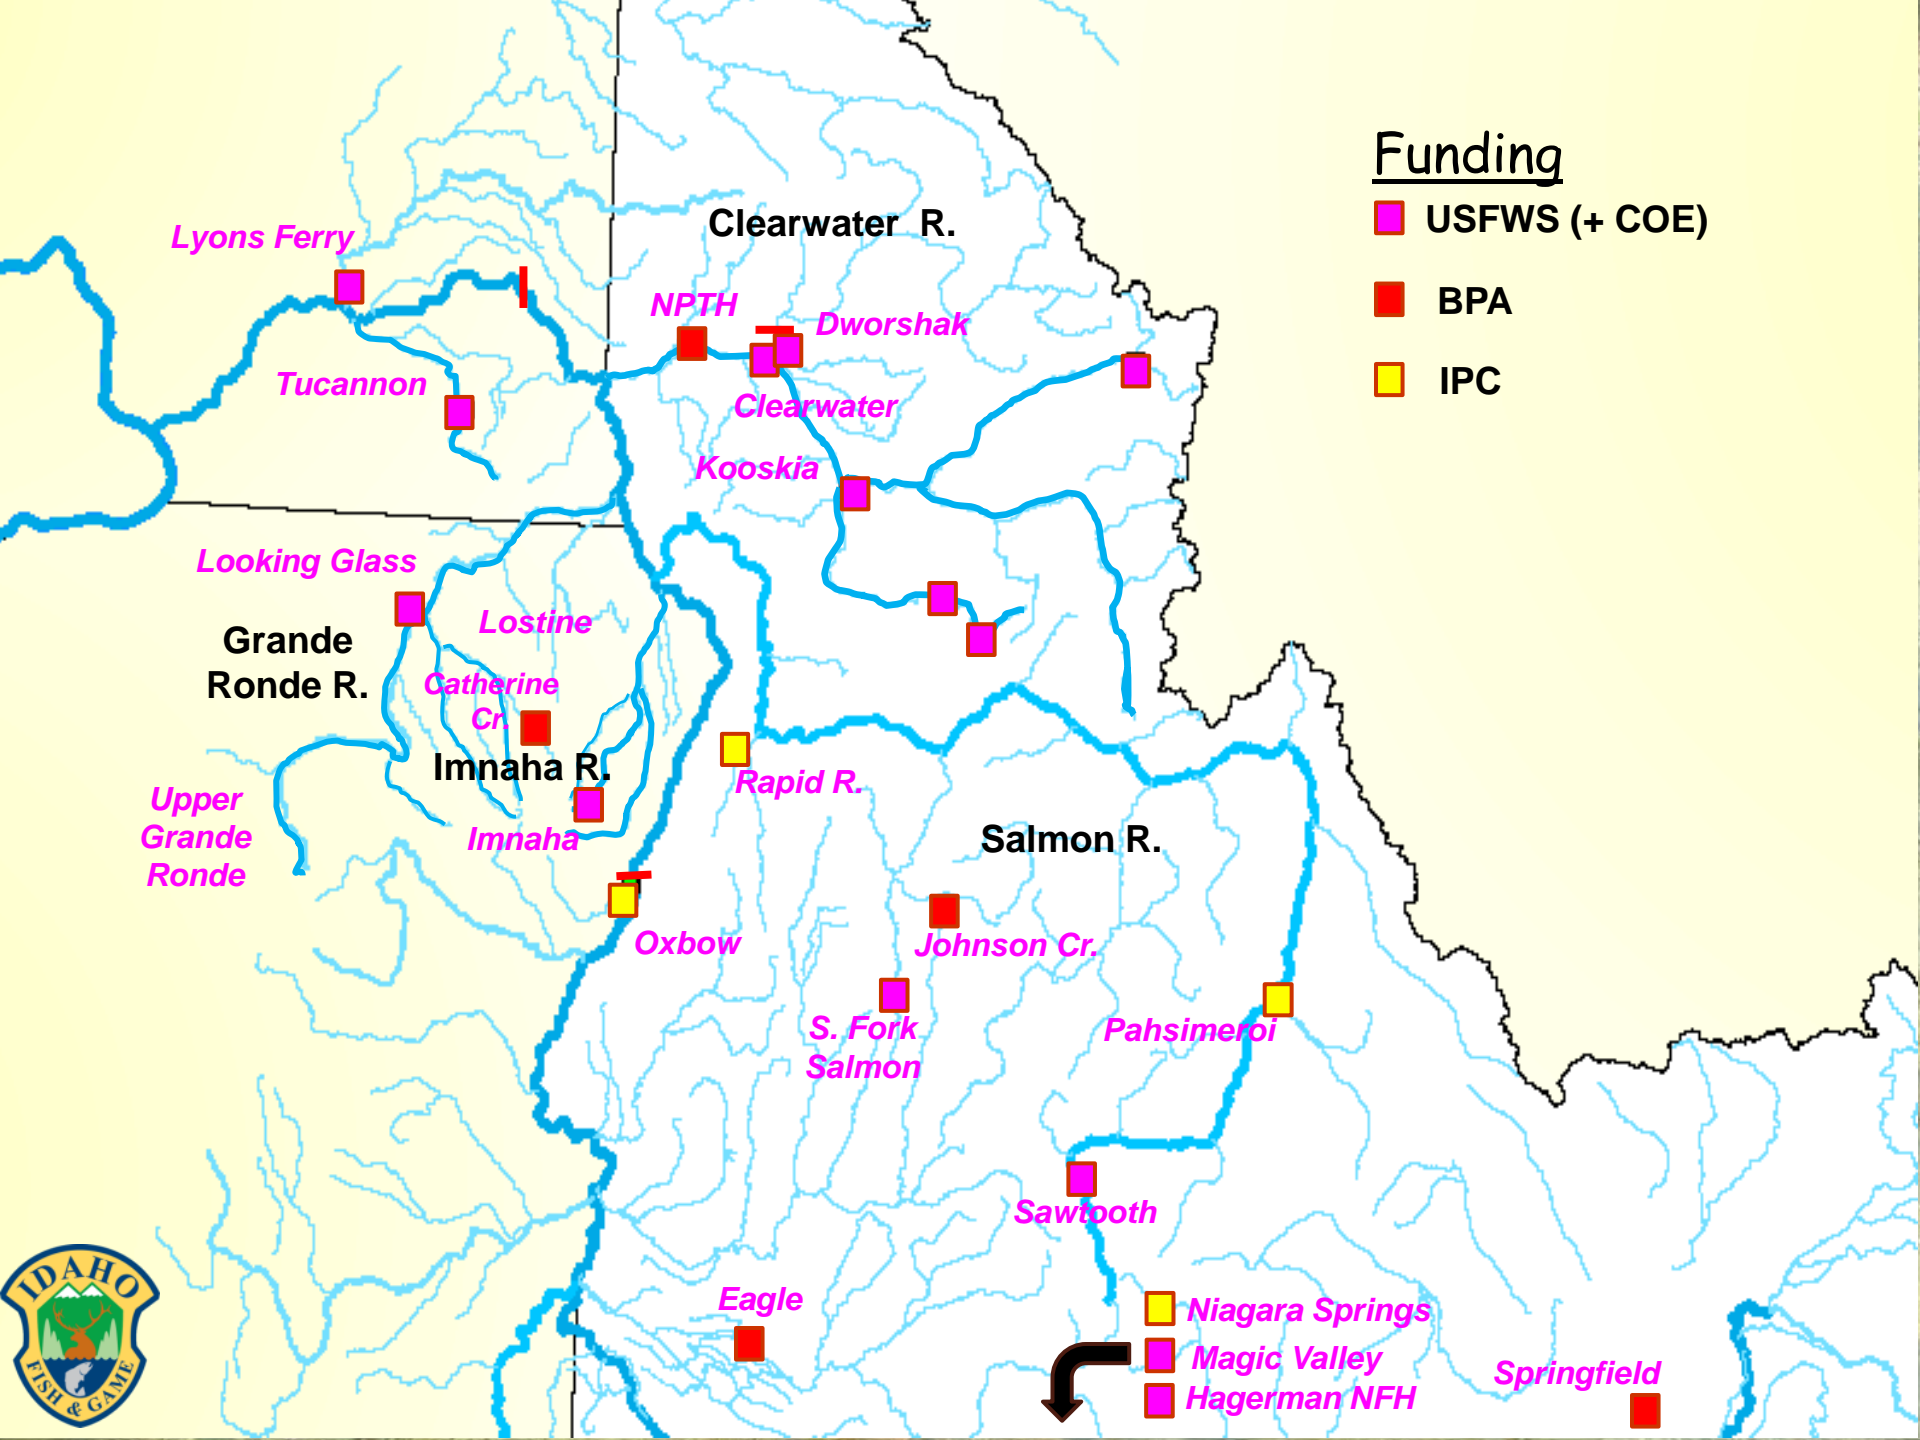 Funding
USFWS (+ COE)
BPA
IPC
Clearwater R.
Lyons Ferry
NPTH
Dworshak
Tucannon
Clearwater
Kooskia
Looking Glass
Lostine
Grande
Ronde R.
Catherine
Cr.
Imnaha R.
Rapid R.
Upper
Grande
Ronde
Imnaha
Salmon R.
Oxbow
Johnson Cr.
S. Fork
Salmon
Pahsimeroi
Sawtooth
Eagle
Niagara Springs
Magic Valley
Hagerman NFH
Springfield
IDAHO
FISH & GAME